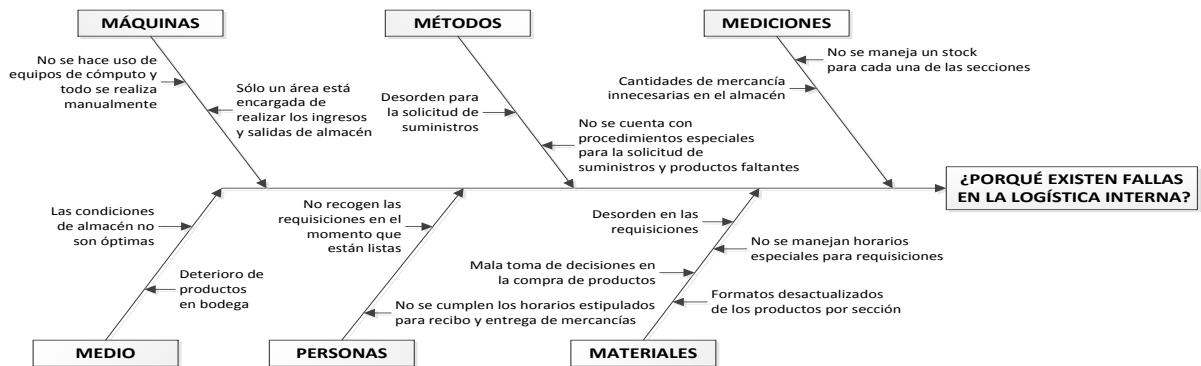 MÁQUINAS
MÉTODOS
MEDICIONES
No se hace uso de
equipos de cómputo y
todo se realiza
manualmente
Sólo un área está
encargada de
realizar los ingresos
y salidas de almacén
Desorden para
la solicitud de
suministros
No se cuenta con
procedimientos especiales
para la solicitud de
suministros y productos faltantes
No se maneja un stock
para cada una de las secciones
Cantidades de mercancía
innecesarias en el almacén
¿PORQUÉ EXISTEN FALLAS
EN LA LOGÍSTICA INTERNA?
Las condiciones
de almacén no
son óptimas
Deterioro de
productos
en bodega
No recogen las
requisiciones en el
momento que
están listas
No se cumplen los horarios estipulados
para recibo y entrega de mercancías
Desorden en las
requisiciones
No se manejan horarios
especiales para requisiciones
Mala toma de decisiones en
la compra de productos
Formatos desactualizados
de los productos por sección
MEDIO
PERSONAS
MATERIALES